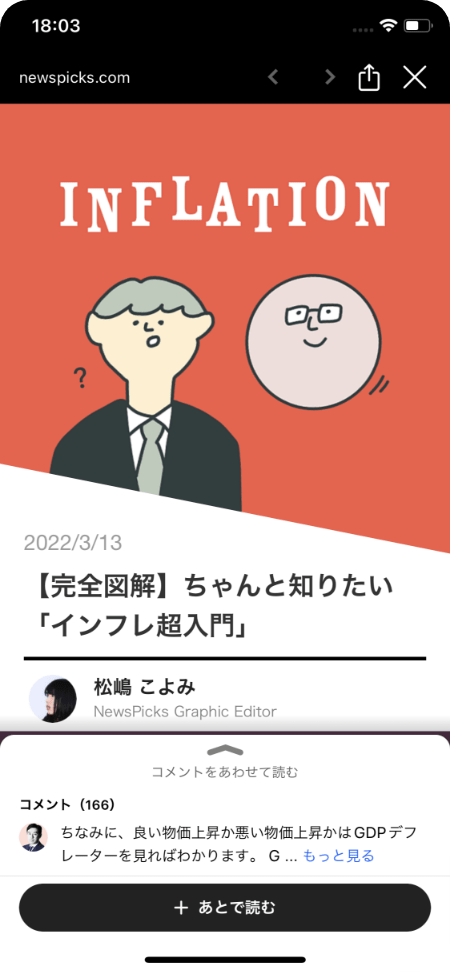 18:03
newspicks.com
INFLATION
?
2022/3/13
【完全図解】ちゃんと知りたい
「インフレ超入門」
松嶋 こよみ
NewsPicks Graphic Editor
コメントをあわせて読む
コメント（166）
ちなみに、良い物価上昇か悪い物価上昇かはGDPデフ
レーターを見ればわかります。 G ... もっと見る
＋ あとで読む